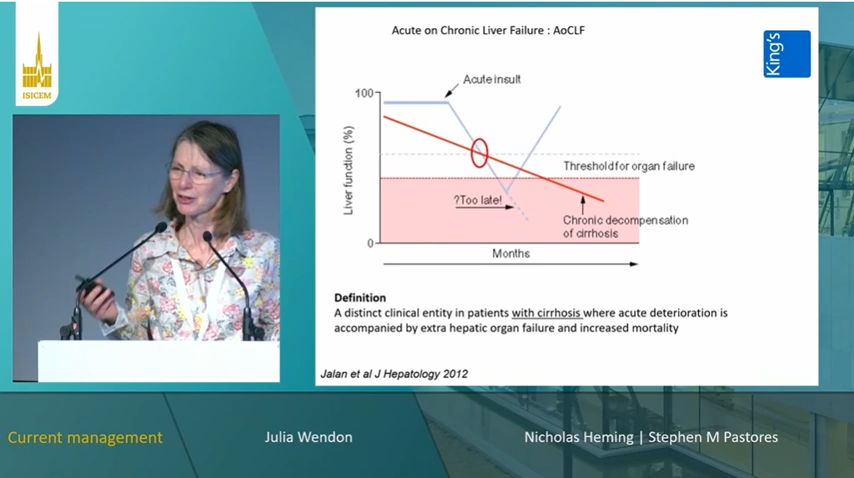 ISICEM
Acute on Chronic Liver Failure : AoCLF
King's
Acute insult
100
Liver function (%)
Threshold for organ failure
?Too late!
Chronic decompensation
of cirrhosis
0
Months
Definition
A distinct clinical entity in patients with cirrhosis where acute deterioration is
accompanied by extra hepatic organ failure and increased mortality
Jalan et al J Hepatology 2012
Current management
Julia Wendon
Nicholas Heming | Stephen M Pastores